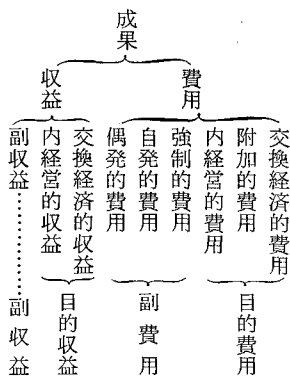 成果
費用
収益
交換経済的費用
附加的費用
内経営的費用
強制的費用
自発的費用
偶発的費用
交換経済的収益
内経営的収益
副収益…………副収益
目的費用
副費用
目的収益